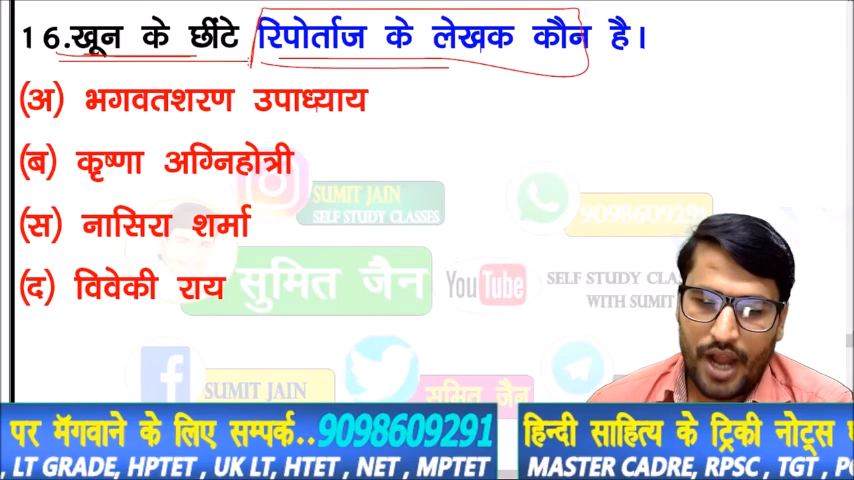 16.खून के छींटे रिपोर्ताज के लेखक कौन है।
(अ) भगवतशरण उपाध्याय
(ब) कृष्णा अग्निहोत्री
(स) नासिरा शर्मा
(द) विवेकी राय
SUMIT JAIN
SELF STUDY CLASSES
9098609291
सुमित जैन
YouTube
SELF STUDY CLA
WITH SUMIT
SUMIT JAIN
सुमित जैन
पर मॅगवाने के लिए सम्पर्क..9098609291
हिन्दी साहित्य के ट्रिकी नोट्स
, LT GRADE, HPTET , UK LT, HTET , NET , MPTET
MASTER CADRE, RPSC , TGT , P